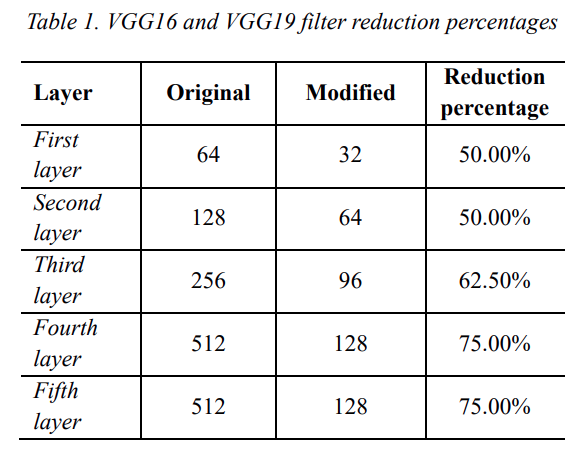 Table 1. VGG16 and VGG19 filter reduction percentages
Layer Original Modified Reduction percentage
First layer 64 32 50.00%
Second layer 128 64 50.00%
Third layer 256 96 62.50%
Fourth layer 512 128 75.00%
Fifth layer 512 128 75.00%